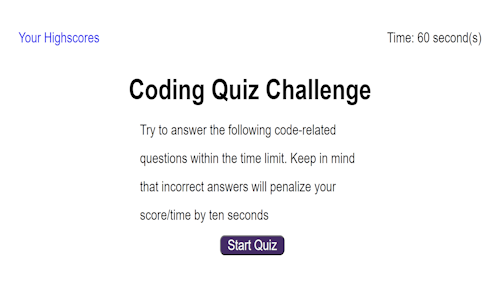 Your Highscores
Time: 60 second(s)
Coding Quiz Challenge
Try to answer the following code-related
questions within the time limit. Keep in mind
that incorrect answers will penalize your
score/time by ten seconds
Start Quiz